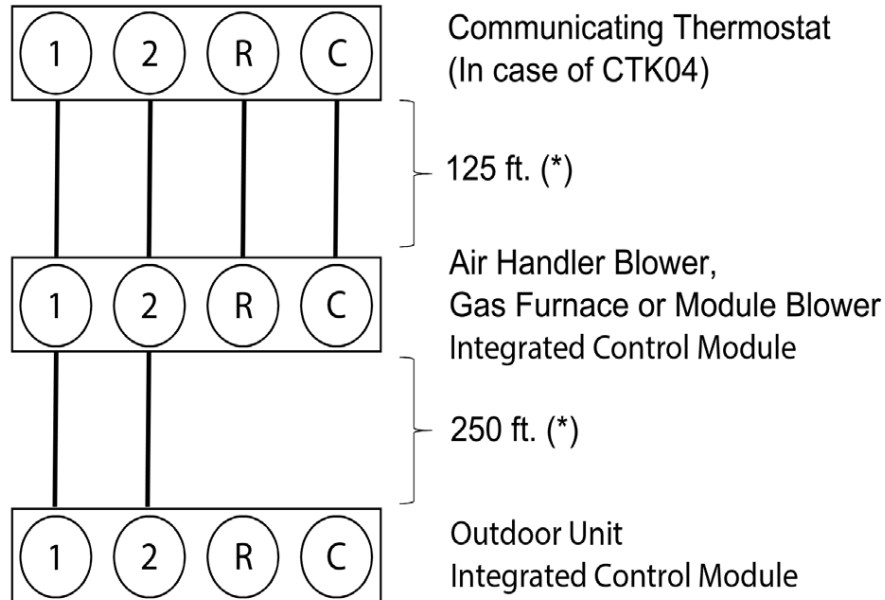 1 2 R C
Communicating Thermostat
(In case of CTK04)
125 ft. (*)
1 2 R C
Air Handler Blower,
Gas Furnace or Module Blower
Integrated Control Module
250 ft. (*)
1 2 R C
Outdoor Unit
Integrated Control Module